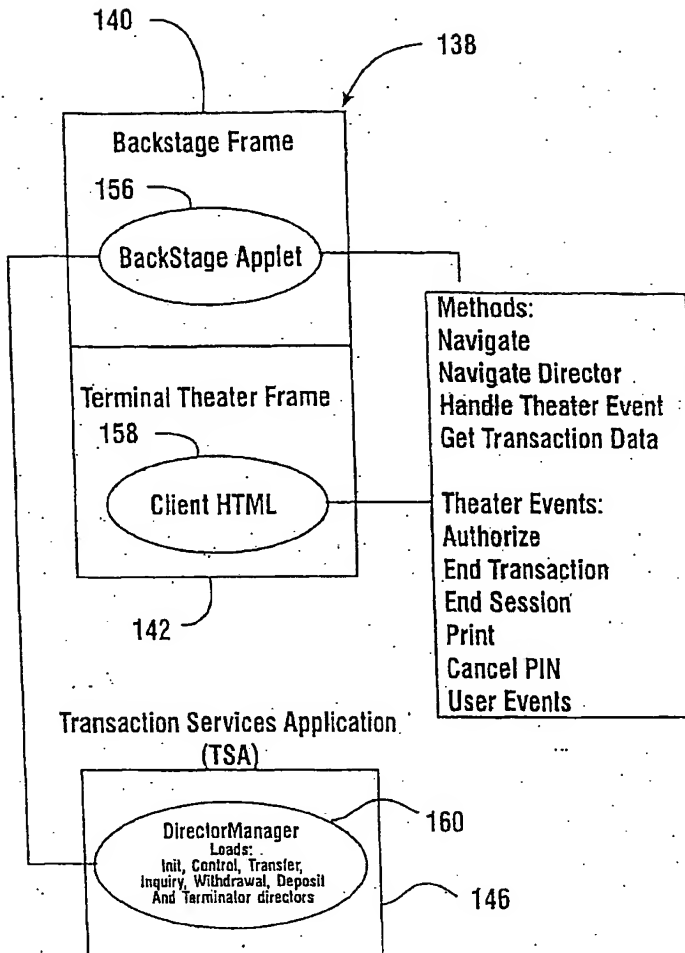 140
138
Backstage Frame
156
BackStage Applet
Methods:
Navigate
Navigate Director
Handle Theater Event
Get Transaction Data
Theater Events:
Authorize
End Transaction
End Session
Print
Cancel PIN
User Events
Terminal Theater Frame
158
Client HTML
142
Transaction Services Application
(TSA)
DirectorManager
Loads:
Init, Control, Transfer,
Inquiry, Withdrawal, Deposit
And Terminator directors
160
146